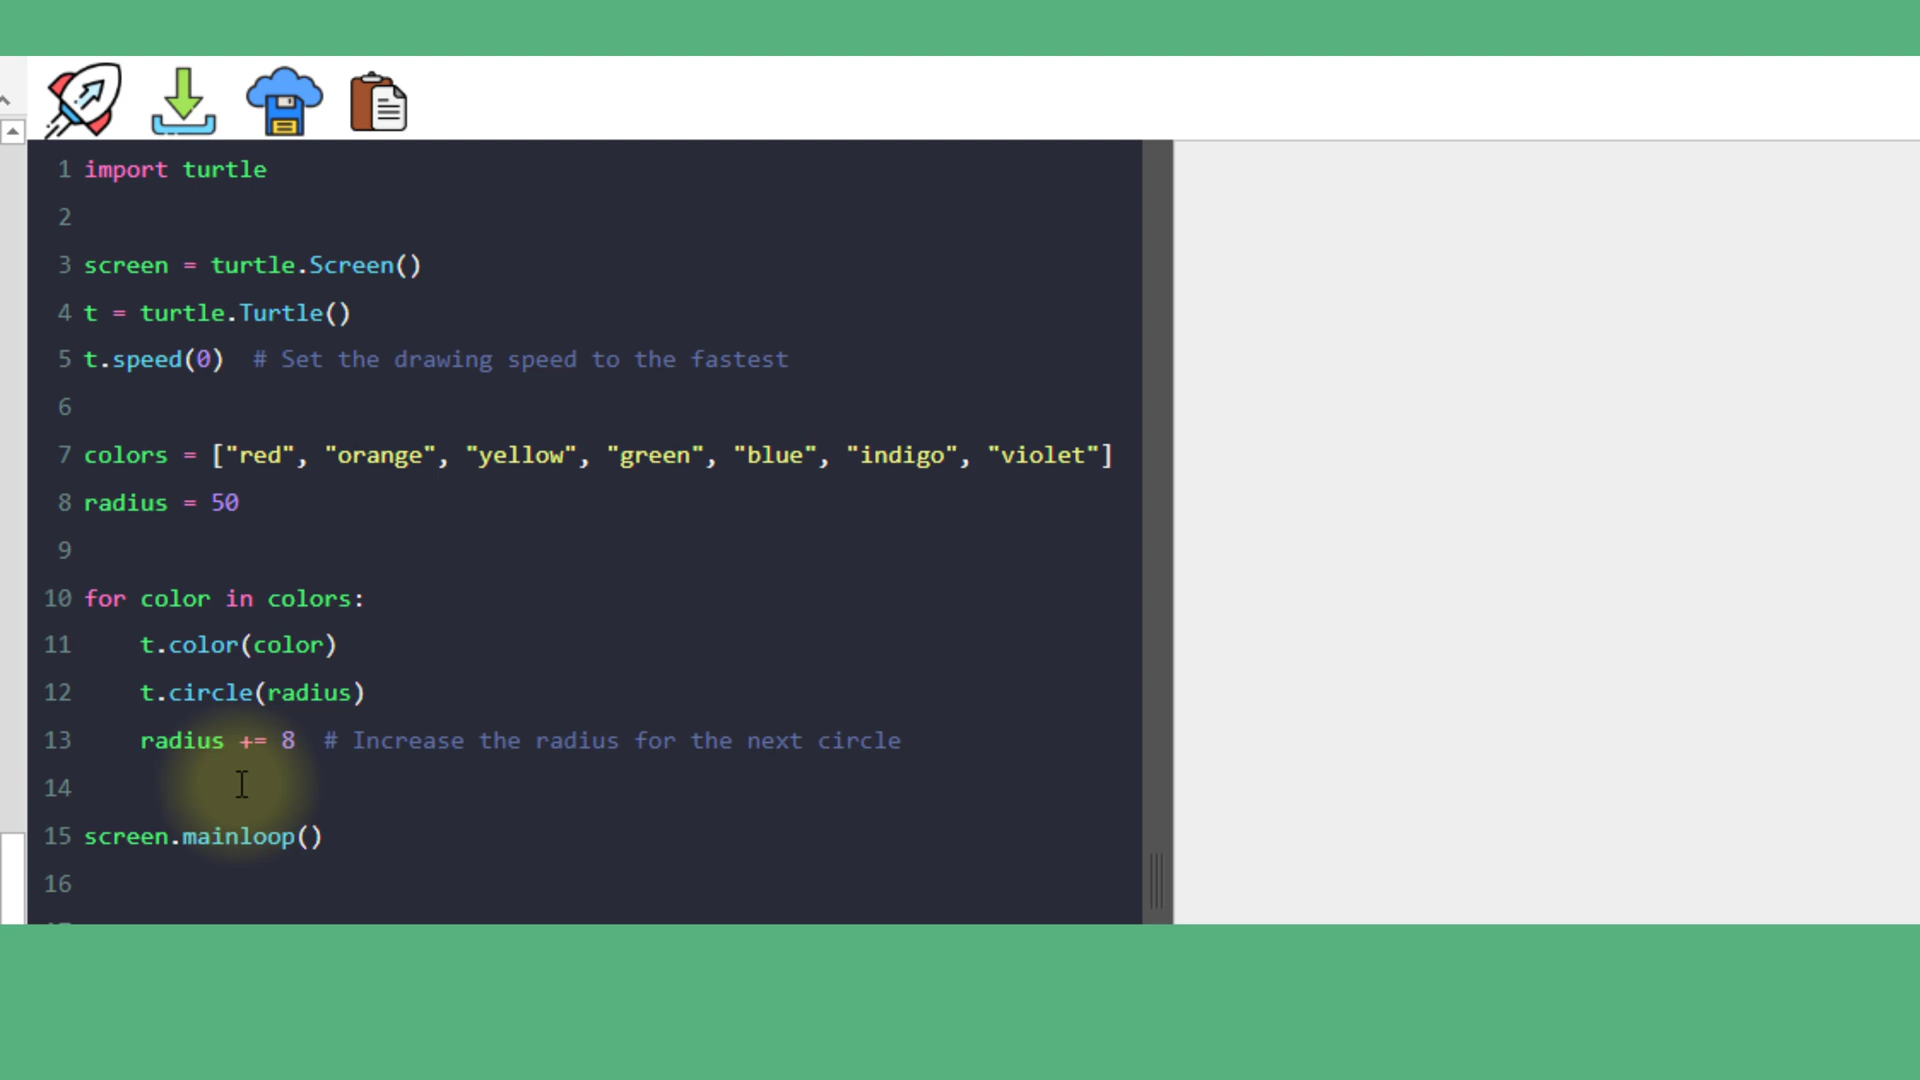 1 import turtle
2
3 screen = turtle.Screen()
4 t = turtle.Turtle()
5 t.speed(0)  # Set the drawing speed to the fastest
6
7 colors = ["red", "orange", "yellow", "green", "blue", "indigo", "violet"]
8 radius = 50
9
10 for color in colors:
11     t.color(color)
12     t.circle(radius)
13     radius += 8  # Increase the radius for the next circle
14
15 screen.mainloop()
16